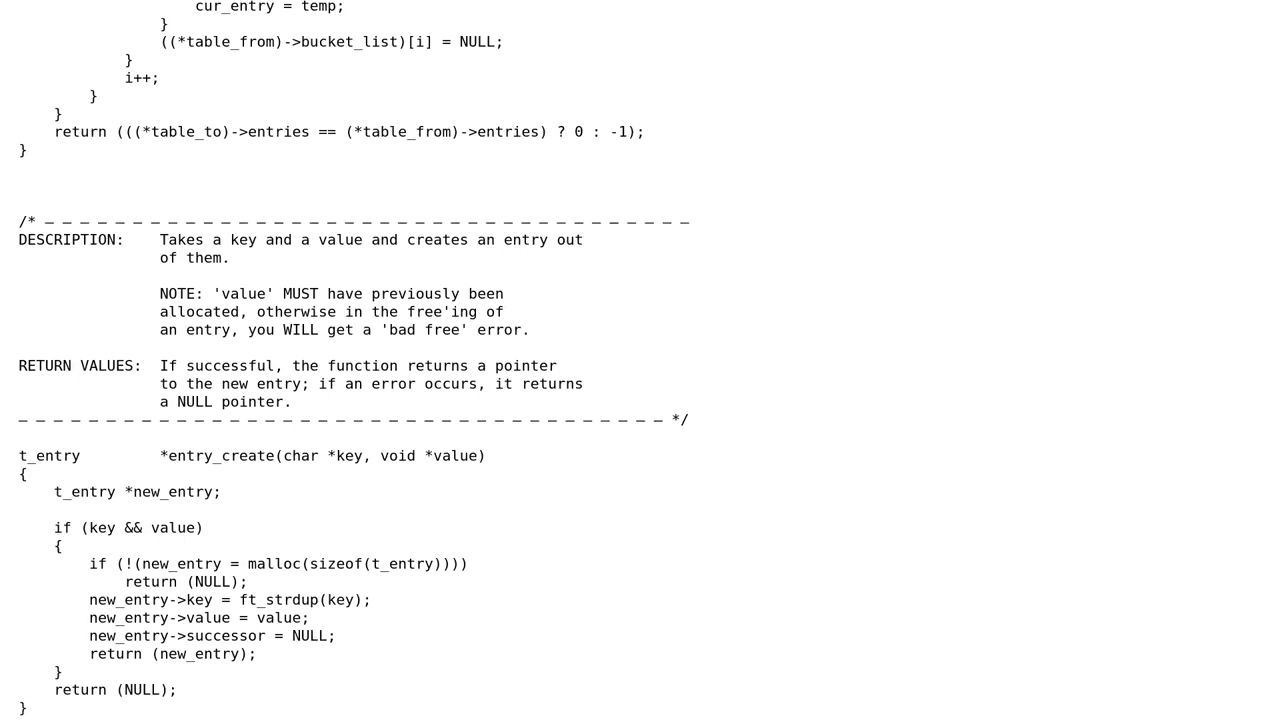 cur_entry = temp;
                }
                ((*table_from)->bucket_list)[i] = NULL;
            }
            i++;
        }
    }
    return (((*table_to)->entries == (*table_from)->entries) ? 0 : -1);
}
/* — — — — — — — — — — — — — — — — — — — — — — — — — — — — — — — — — — — — —
DESCRIPTION:    Takes a key and a value and creates an entry out
                of them.
                NOTE: 'value' MUST have previously been
                allocated, otherwise in the free'ing of
                an entry, you WILL get a 'bad free' error.
RETURN VALUES:  If successful, the function returns a pointer
                to the new entry; if an error occurs, it returns
                a NULL pointer.
— — — — — — — — — — — — — — — — — — — — — — — — — — — — — — — — — — — — — */
t_entry         *entry_create(char *key, void *value)
{
    t_entry *new_entry;
    if (key && value)
    {
        if (!(new_entry = malloc(sizeof(t_entry))))
            return (NULL);
        new_entry->key = ft_strdup(key);
        new_entry->value = value;
        new_entry->successor = NULL;
        return (new_entry);
    }
    return (NULL);
}